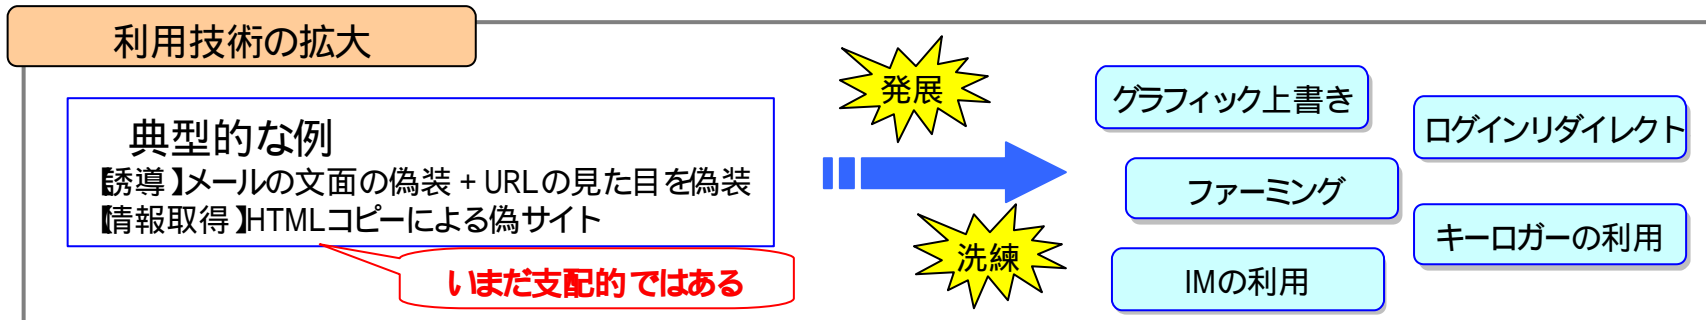 利用技術の拡大
典型的な例
【誘導】メールの文面の偽装 + URLの見た目を偽装
【情報取得】HTMLコピーによる偽サイト
いまだ支配的ではある
発展
洗練
グラフィック上書き
ログインリダイレクト
ファーミング
キーロガーの利用
IMの利用